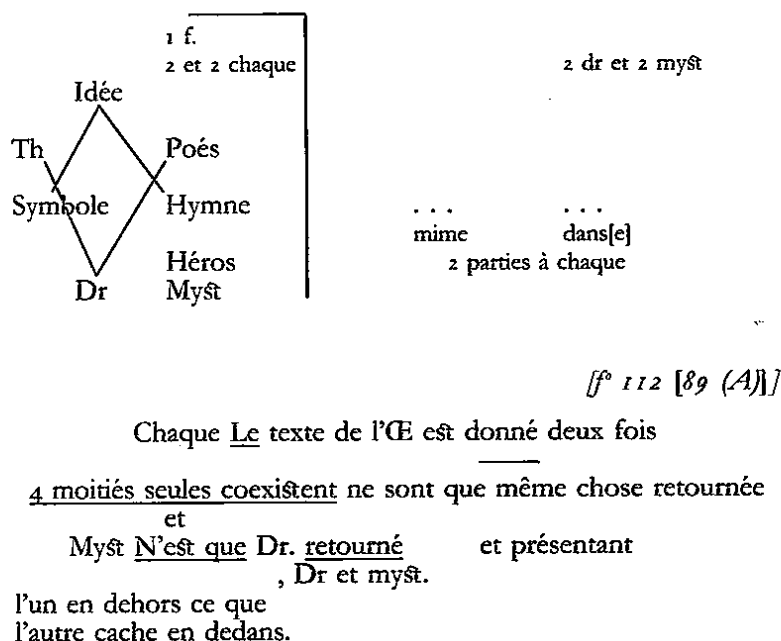 1 f.
2 et 2 chaque
2 dr et 2 myst
Idée
Th Poés
Symbole Hymne
. . . . . .
mime dans[e]
Héros
2 parties à chaque
Dr Myst
[fº 112 [89 (A)]]
Chaque Le texte de l'Œ est donné deux fois
4 moitiés seules coexistent ne sont que même chose retournée
et
Myst N'est que Dr. retourné et présentant
, Dr et myst.
l'un en dehors ce que
l'autre cache en dedans.